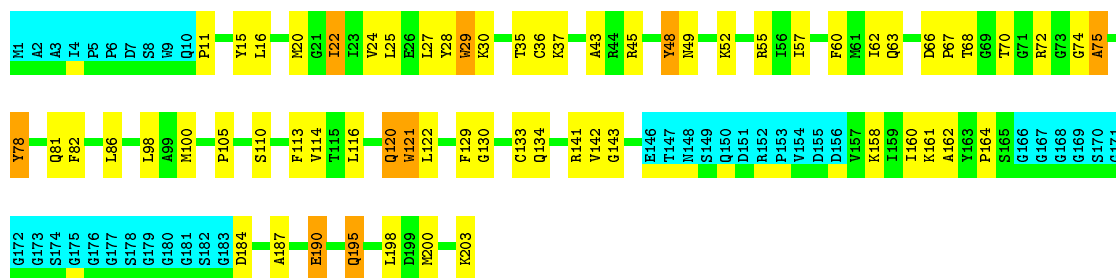 M1 A2 A3 I4 P5 P6 D7 S8 W9 Q10 P11 Y15 L16 M20 G21 I22 I23 V24 L25 E26 L27 Y28 W29 K30 T35 C36 K37 A43 R44 R45 Y48 N49 K52 R55 I56 I57 F60 M61 I62 Q63 D66 P67 T68 G69 T70 G71 R72 G73 G74 A75
Y78 Q81 F82 L86 L98 A99 M100 P105 S110 F113 V114 T115 L116 Q120 W121 L122 F129 G130 C133 Q134 R141 V142 G143 E146 T147 N148 S149 Q150 D151 R152 P153 V154 D155 D156 V157 K158 I159 I160 K161 A162 Y163 P164 S165 G166 G167 G168 G169 S170 G171
G172 G173 S174 G175 G176 G177 S178 G179 G180 G181 S182 G183 D184 A187 E190 Q195 L198 D199 M200 K203